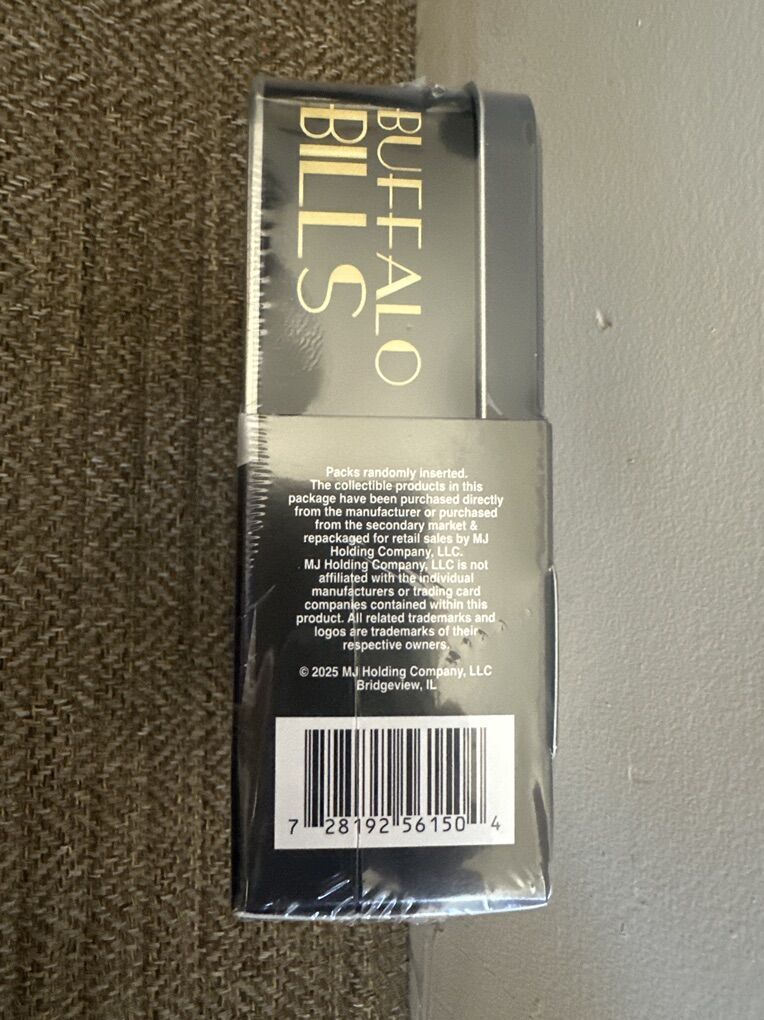 BUFFALO
BILLS
Packs randomly inserted.
The collectible products in this
package have been purchased directly
from the manufacturer or purchased
from the secondary market &
repackaged for retail sales by MJ
Holding Company, LLC.
MJ Holding Company, LLC is not
affiliated with the individual
manufacturers or trading card
companies contained within this
product. All related trademarks and
logos are trademarks of their
respective owners.
© 2025 MJ Holding Company, LLC
Bridgeview, IL
7 28192 56150 4